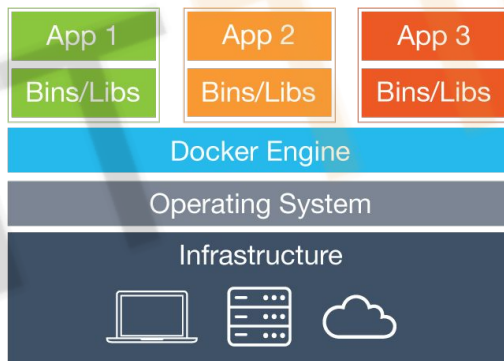 App 1 App 2 App 3
Bins/Libs Bins/Libs Bins/Libs
Docker Engine
Operating System
Infrastructure